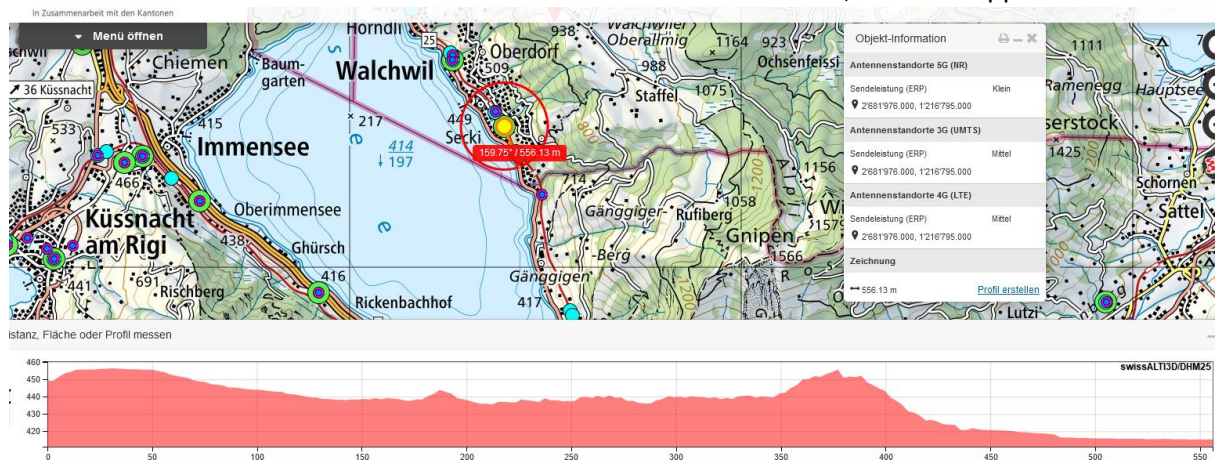 In Zusammenarbeit mit den Kantonen
Menü öffnen
36 Küssnacht
Chiemen
Baum-
garten
Horndli
25
Walchwil
Oberdorf
509
938
Walchwiler
Oberallmig
988
1164
923
Ochsenfeissi
Staffel
1075
1111
Ramenegg
Hauptsee
533
415
Immensee
217
414
197
449
Secki
159.75° / 556.13 m
714
800
1200
1156
serstock
1425
466
Küssnacht
am Rigi
Oberimmensee
438
Ghürsch
416
Gänggiger-
-Berg
Rufiberg
1058
Gnipen
1566
Schornen
Sattel
441
691
Rischberg
Rickenbachhof
Gänggigen
417
1200
1000
Lutzi
Objekt-Information
Antennenstandorte 5G (NR)
Sendeleistung (ERP) Klein
2'681'976.000, 1'216'795.000
Antennenstandorte 3G (UMTS)
Sendeleistung (ERP) Mittel
2'681'976.000, 1'216'795.000
Antennenstandorte 4G (LTE)
Sendeleistung (ERP) Mittel
2'681'976.000, 1'216'795.000
Zeichnung
556.13 m Profil erstellen
istanz, Fläche oder Profil messen
swissALTI3D/DHM25
460
450
440
430
420
0 50 100 150 200 250 300 350 400 450 500 550